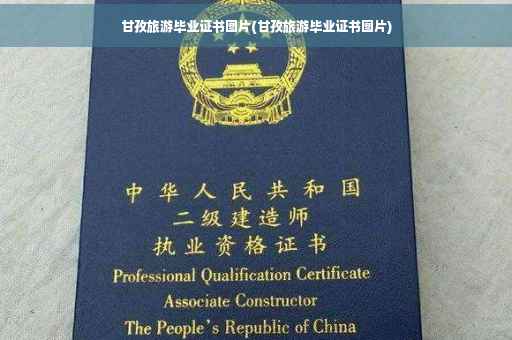 甘孜旅游毕业证书图片(甘孜旅游毕业证书图片)
中华人民共和国
二级建造师
执业资格证书
Professional Qualification Certificate
Associate Constructor
The People's Republic of China